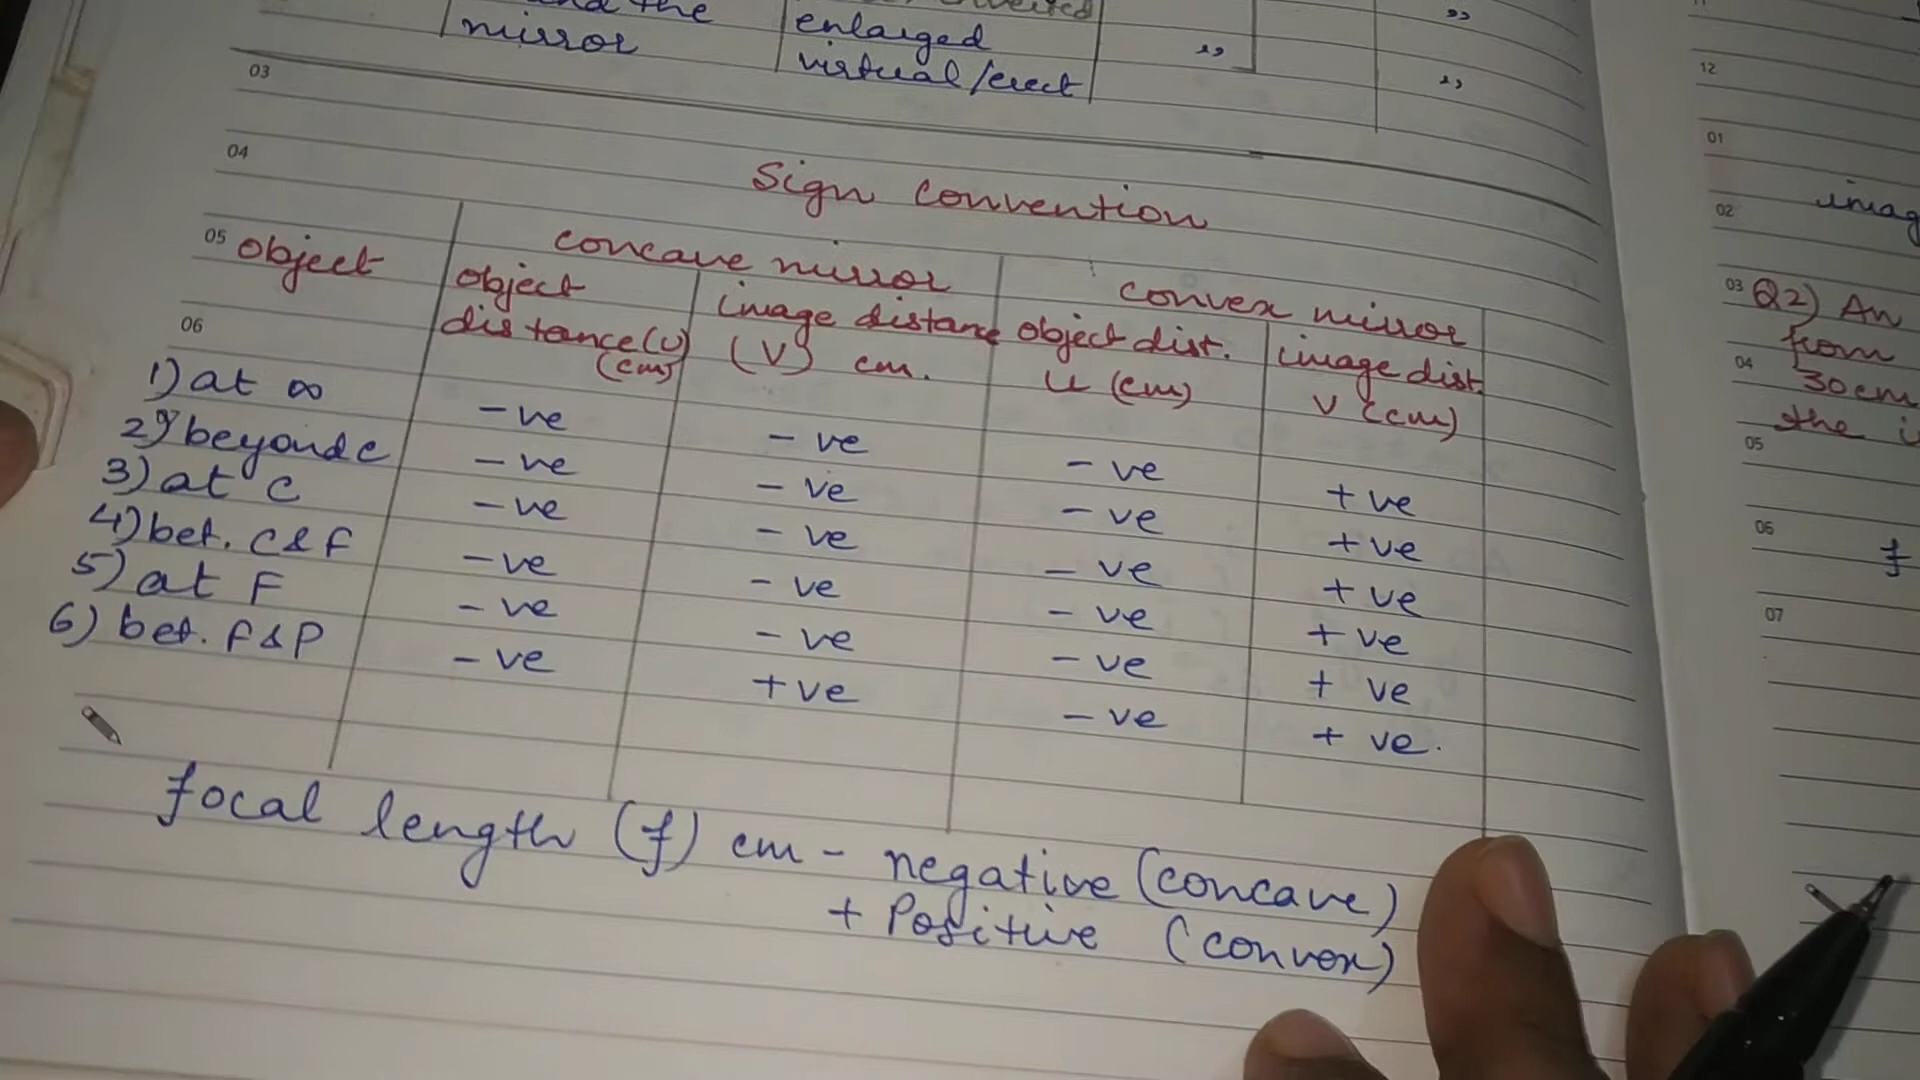 and the
mirror
inverted
enlarged
virtual/erect
,,
,,
,,
03
04
Sign convention
05
object
concave mirror
convex mirror
object
distance(u)
(cm)
image distance
(V) cm.
object dist.
u (cm)
image dist.
V (cm)
06
1) at ∞ -ve -ve -ve +ve
2) beyond c -ve -ve -ve +ve
3) at c -ve -ve -ve +ve
4) bet. C & F -ve -ve -ve +ve
5) at F -ve -ve -ve + ve
6) bet. F & P -ve +ve -ve + ve.
focal length (f) cm - negative (concave)
+ Positive (convex)
12
01
02
imag
03
Q2) An
from
04
30cm
the i
05
06
f
07